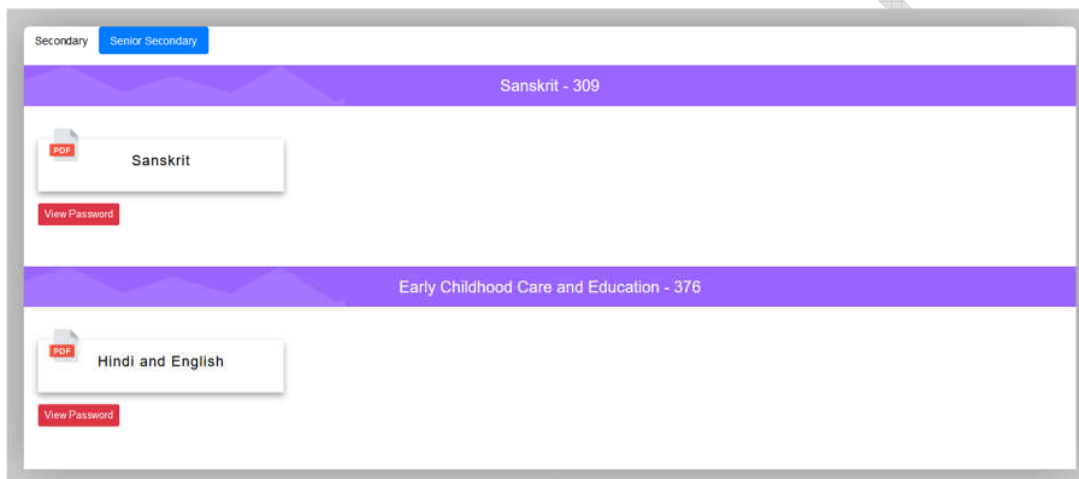 Secondary Senior Secondary
Sanskrit - 309
PDF
Sanskrit
View Password
Early Childhood Care and Education - 376
PDF
Hindi and English
View Password